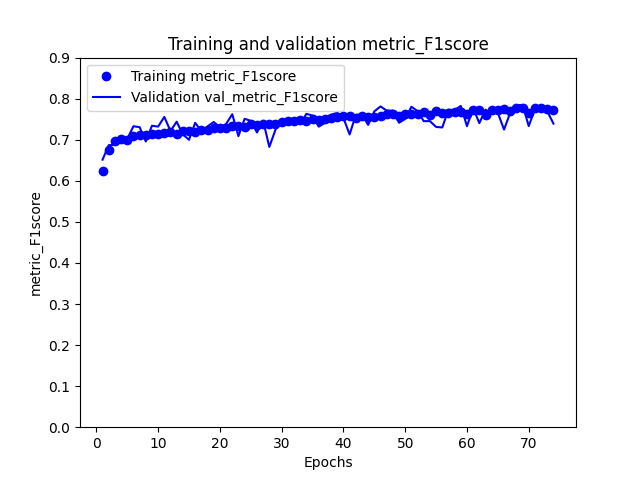 Training and validation metric_F1score
Training metric_F1score
Validation val_metric_F1score
metric_F1score
0.9
0.8
0.7
0.6
0.5
0.4
0.3
0.2
0.1
0.0
0 10 20 30 40 50 60 70
Epochs